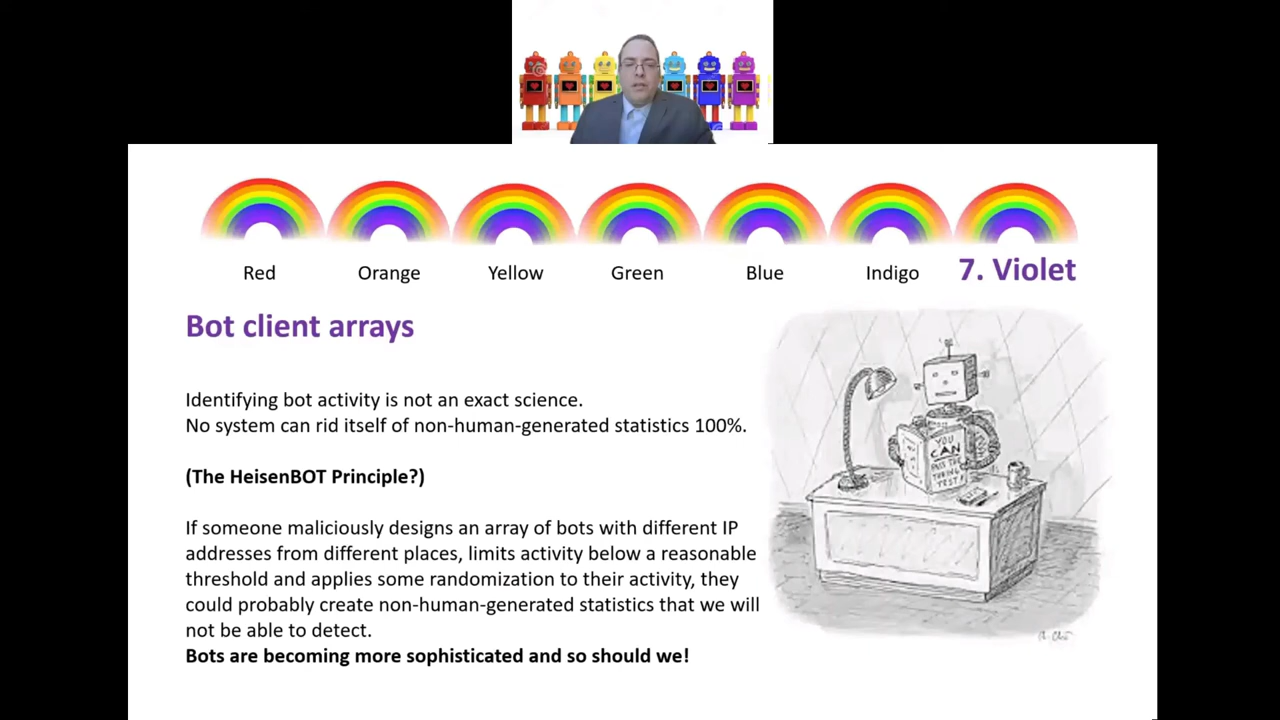 Red Orange Yellow Green Blue Indigo 7. Violet
Bot client arrays
Identifying bot activity is not an exact science.
No system can rid itself of non-human-generated statistics 100%.
(The HeisenBOT Principle?)
If someone maliciously designs an array of bots with different IP
addresses from different places, limits activity below a reasonable
threshold and applies some randomization to their activity, they
could probably create non-human-generated statistics that we will
not be able to detect.
Bots are becoming more sophisticated and so should we!
YOU
CAN
PASS THE
TURING
TEST!